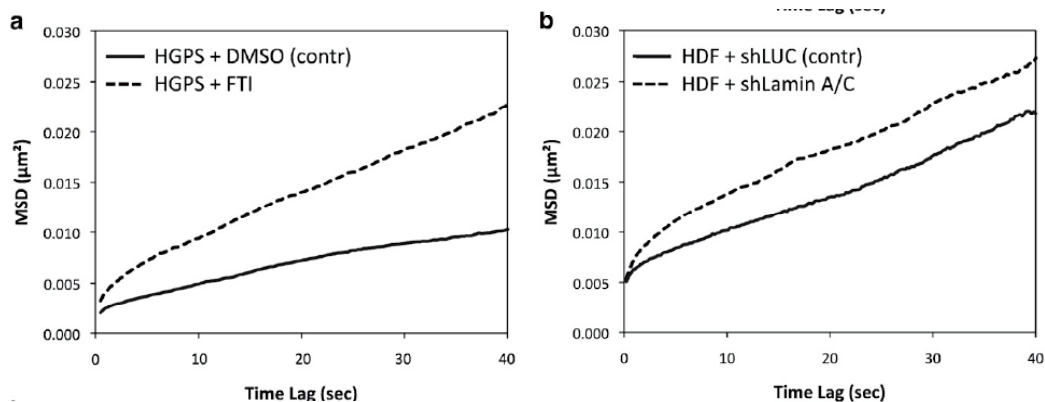 a
HGPS + DMSO (contr)
HGPS + FTI
MSD (µm²)
0.030
0.025
0.020
0.015
0.010
0.005
0.000
0 10 20 30 40
Time Lag (sec)
b
Time Lag (sec)
HDF + shLUC (contr)
HDF + shLamin A/C
MSD (µm²)
0.030
0.025
0.020
0.015
0.010
0.005
0.000
0 10 20 30 40
Time Lag (sec)